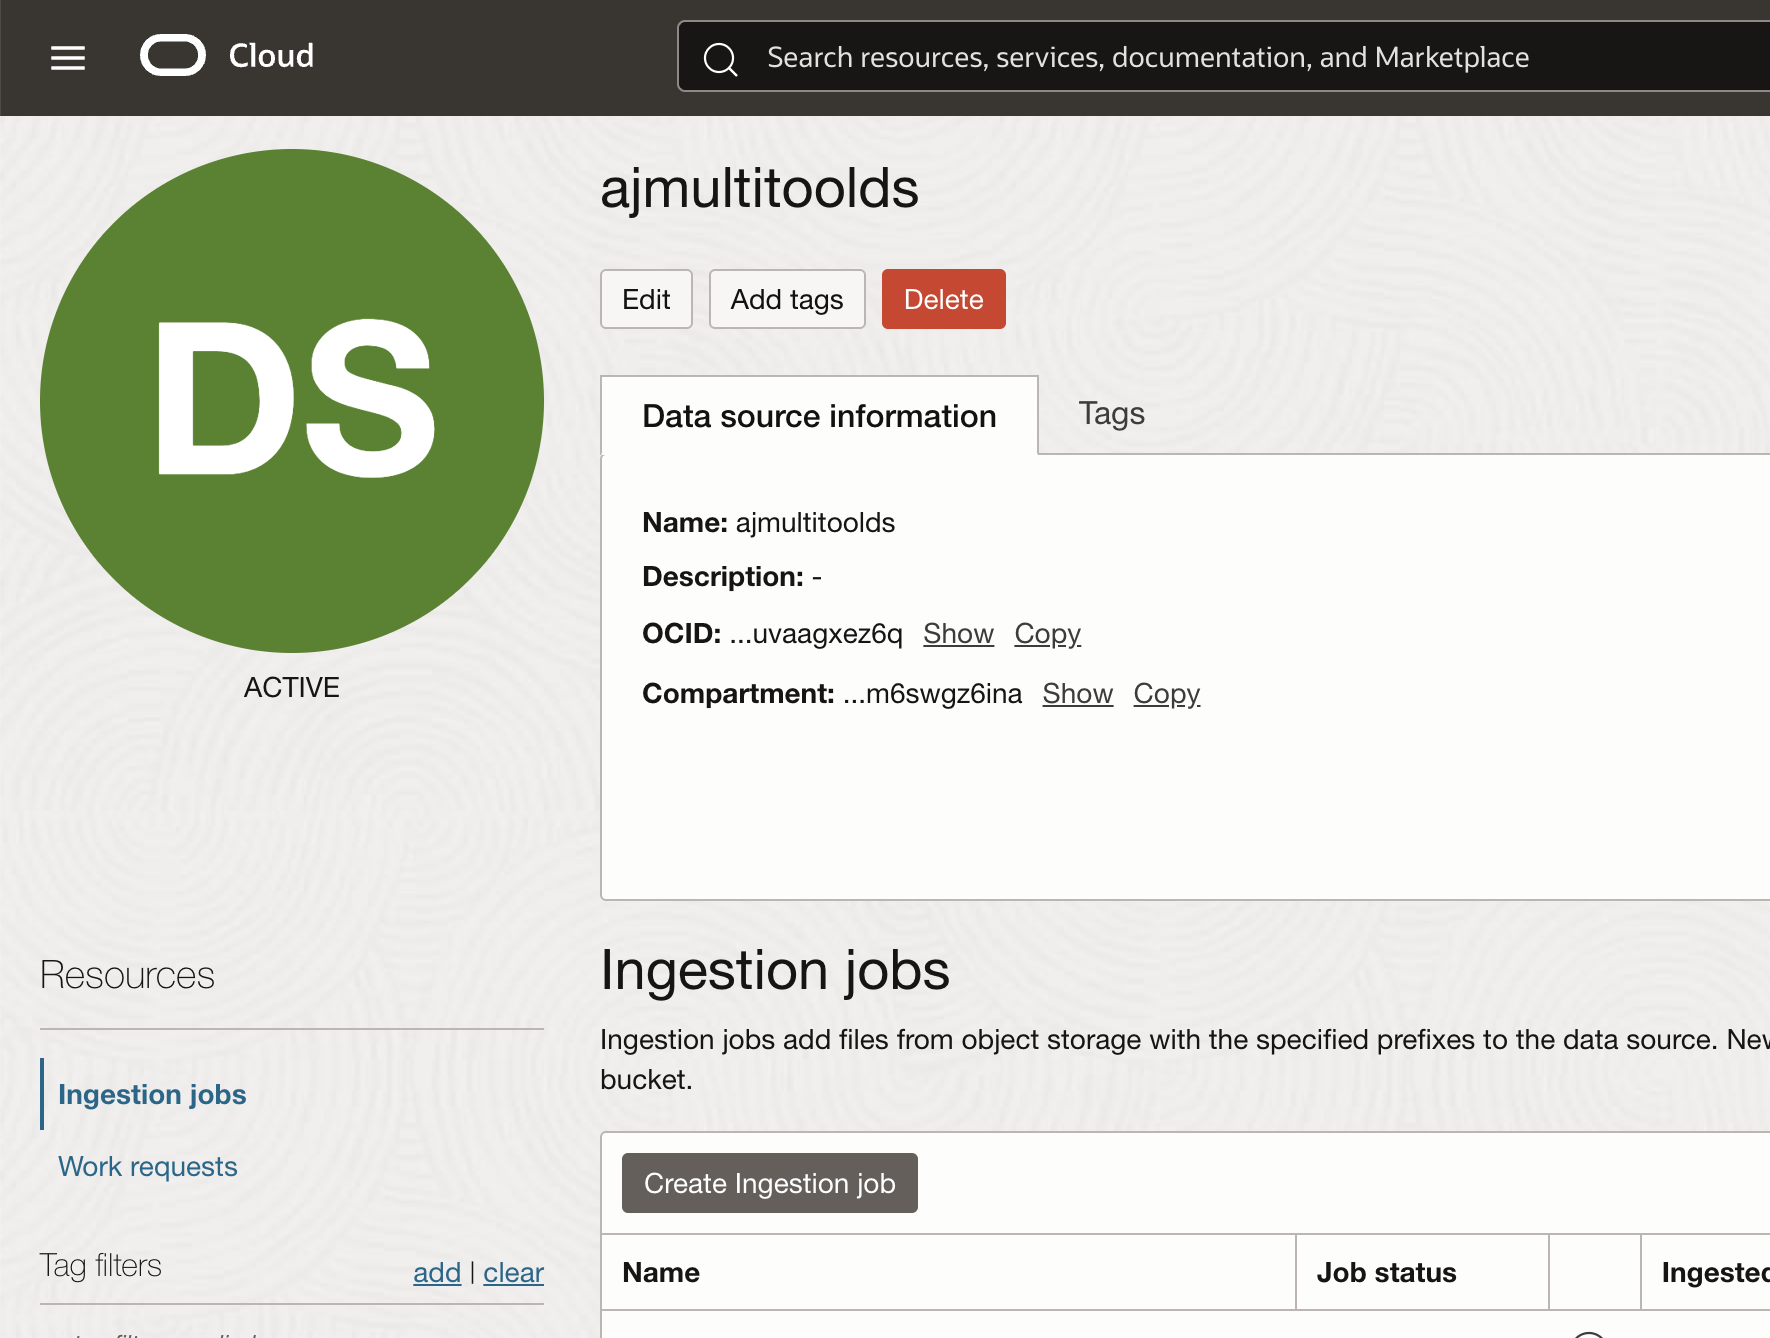 Cloud
Search resources, services, documentation, and Marketplace
DS
ACTIVE
ajmultitoolds
Edit
Add tags
Delete
Data source information
Tags
Name: ajmultitoolds
Description: -
OCID: ...uvaagxez6q Show Copy
Compartment: ...m6swgz6ina Show Copy
Resources
Ingestion jobs
Work requests
Tag filters
add | clear
Ingestion jobs
Ingestion jobs add files from object storage with the specified prefixes to the data source.
bucket.
Create Ingestion job
Name
Job status
Ingested